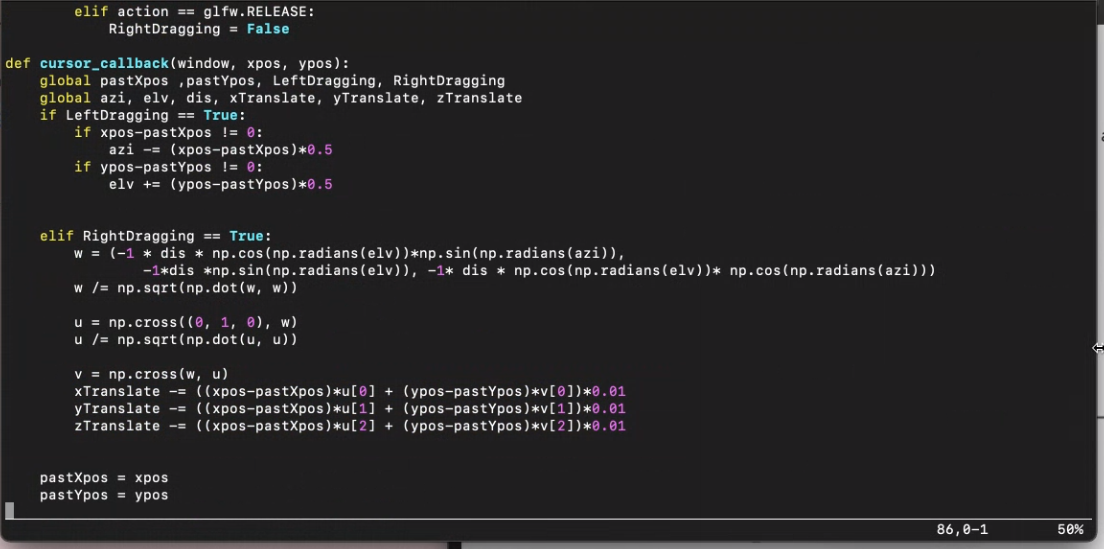 elif action == glfw.RELEASE:
            RightDragging = False
def cursor_callback(window, xpos, ypos):
    global pastXpos ,pastYpos, LeftDragging, RightDragging
    global azi, elv, dis, xTranslate, yTranslate, zTranslate
    if LeftDragging == True:
        if xpos-pastXpos != 0:
            azi -= (xpos-pastXpos)*0.5
        if ypos-pastYpos != 0:
            elv += (ypos-pastYpos)*0.5
    elif RightDragging == True:
        w = (-1 * dis * np.cos(np.radians(elv))*np.sin(np.radians(azi)),
                -1*dis *np.sin(np.radians(elv)), -1* dis * np.cos(np.radians(elv))* np.cos(np.radians(azi)))
        w /= np.sqrt(np.dot(w, w))
        u = np.cross((0, 1, 0), w)
        u /= np.sqrt(np.dot(u, u))
        v = np.cross(w, u)
        xTranslate -= ((xpos-pastXpos)*u[0] + (ypos-pastYpos)*v[0])*0.01
        yTranslate -= ((xpos-pastXpos)*u[1] + (ypos-pastYpos)*v[1])*0.01
        zTranslate -= ((xpos-pastXpos)*u[2] + (ypos-pastYpos)*v[2])*0.01
    pastXpos = xpos
    pastYpos = ypos
86,0-1 50%